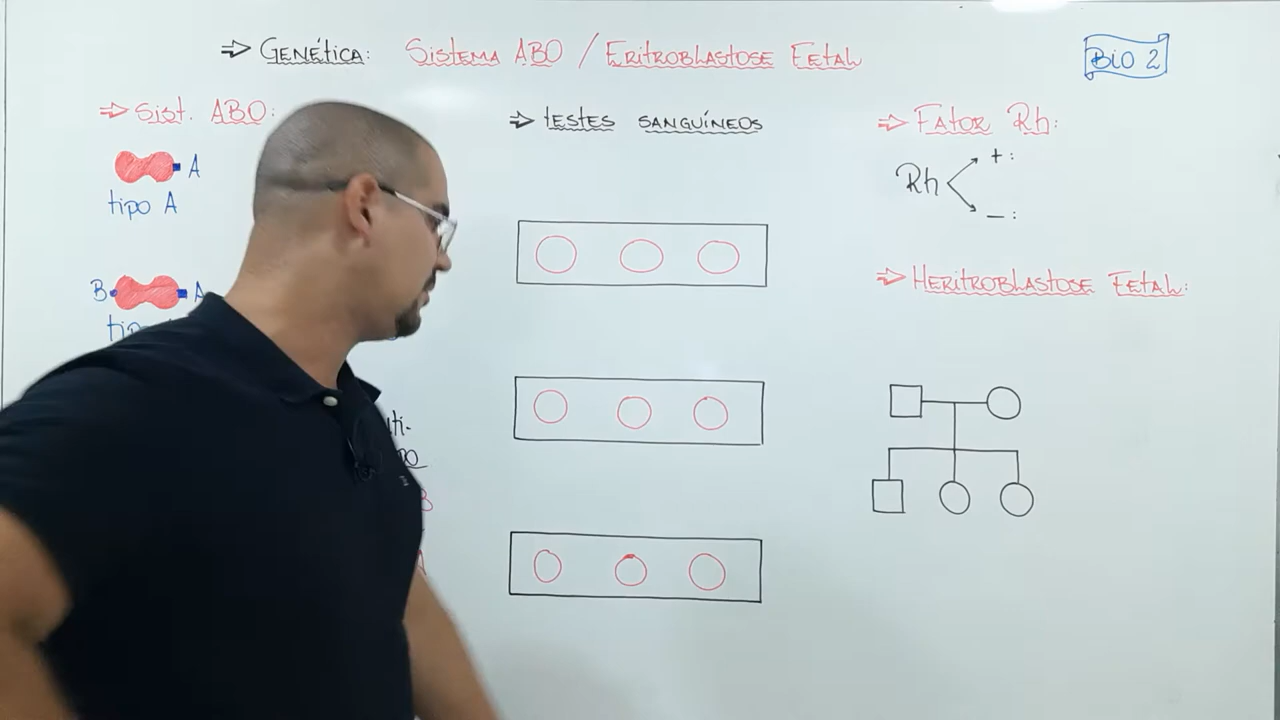 ⇒ GENÉTICA: SISTEMA ABO / ERITROBLASTOSE FETAL
BIO 2
⇒ SIST. ABO:
A
tipo A
B A
⇒ TESTES SANGUÍNEOS
⇒ FATOR Rh:
Rh
+ :
– :
⇒ HERITROBLASTOSE FETAL: